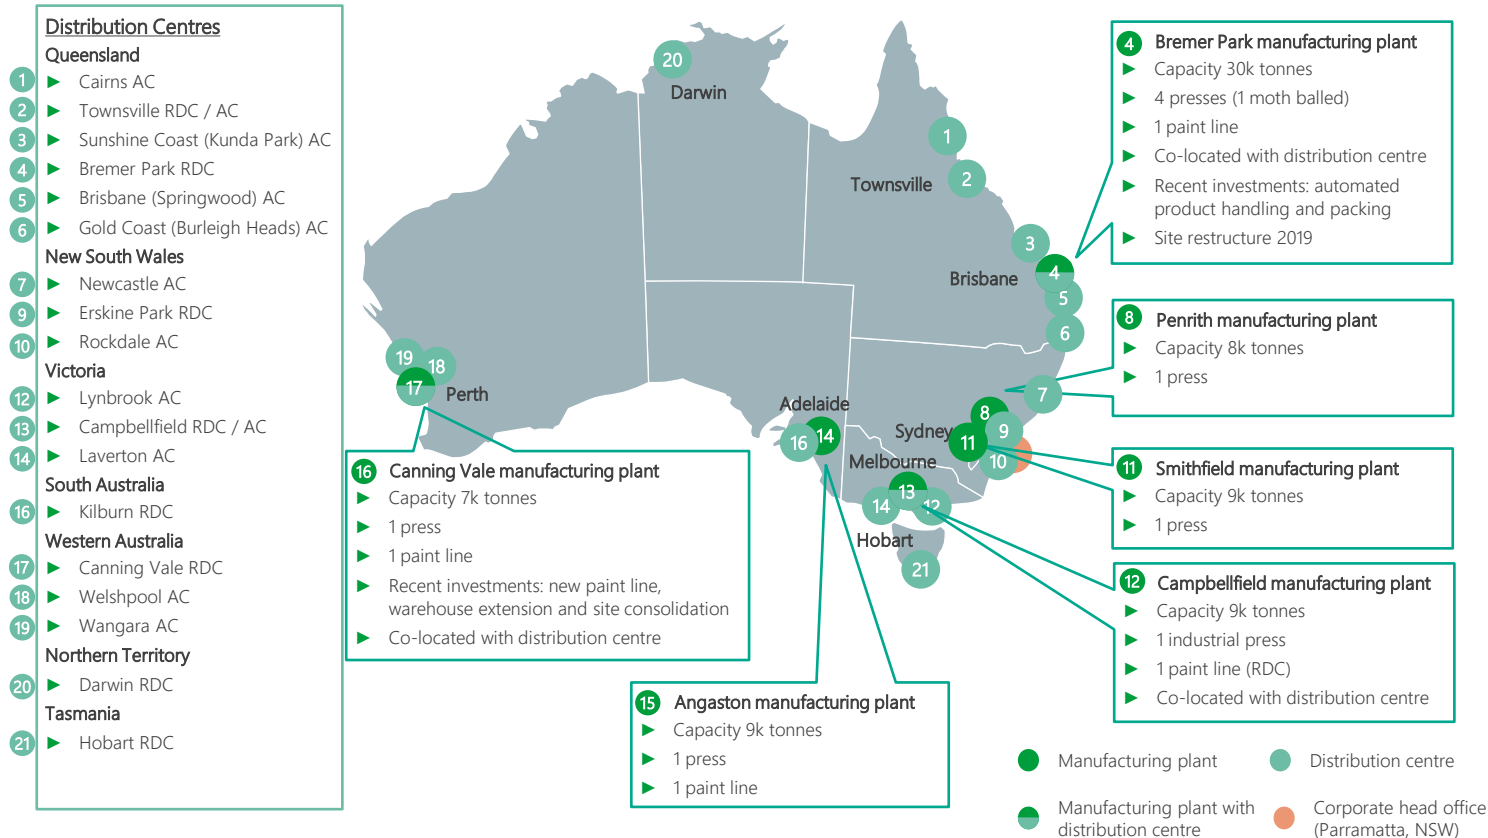 Distribution Centres
Queensland
1 ► Cairns AC
2 ► Townsville RDC / AC
3 ► Sunshine Coast (Kunda Park) AC
4 ► Bremer Park RDC
5 ► Brisbane (Springwood) AC
6 ► Gold Coast (Burleigh Heads) AC
New South Wales
7 ► Newcastle AC
9 ► Erskine Park RDC
10 ► Rockdale AC
Victoria
12 ► Lynbrook AC
13 ► Campbellfield RDC / AC
14 ► Laverton AC
South Australia
16 ► Kilburn RDC
Western Australia
17 ► Canning Vale RDC
18 ► Welshpool AC
19 ► Wangara AC
Northern Territory
20 ► Darwin RDC
Tasmania
21 ► Hobart RDC
20
Darwin
1
Townsville
2
3
Brisbane
4
5
6
19
18
17
Perth
7
Adelaide
8
16
14
Sydney
9
11
10
Melbourne
13
14
12
Hobart
21
4 Bremer Park manufacturing plant
► Capacity 30k tonnes
► 4 presses (1 moth balled)
► 1 paint line
► Co-located with distribution centre
► Recent investments: automated
product handling and packing
► Site restructure 2019
8 Penrith manufacturing plant
► Capacity 8k tonnes
► 1 press
11 Smithfield manufacturing plant
► Capacity 9k tonnes
► 1 press
12 Campbellfield manufacturing plant
► Capacity 9k tonnes
► 1 industrial press
► 1 paint line (RDC)
► Co-located with distribution centre
16 Canning Vale manufacturing plant
► Capacity 7k tonnes
► 1 press
► 1 paint line
► Recent investments: new paint line,
warehouse extension and site consolidation
► Co-located with distribution centre
15 Angaston manufacturing plant
► Capacity 9k tonnes
► 1 press
► 1 paint line
Manufacturing plant
Distribution centre
Manufacturing plant with
distribution centre
Corporate head office
(Parramatta, NSW)